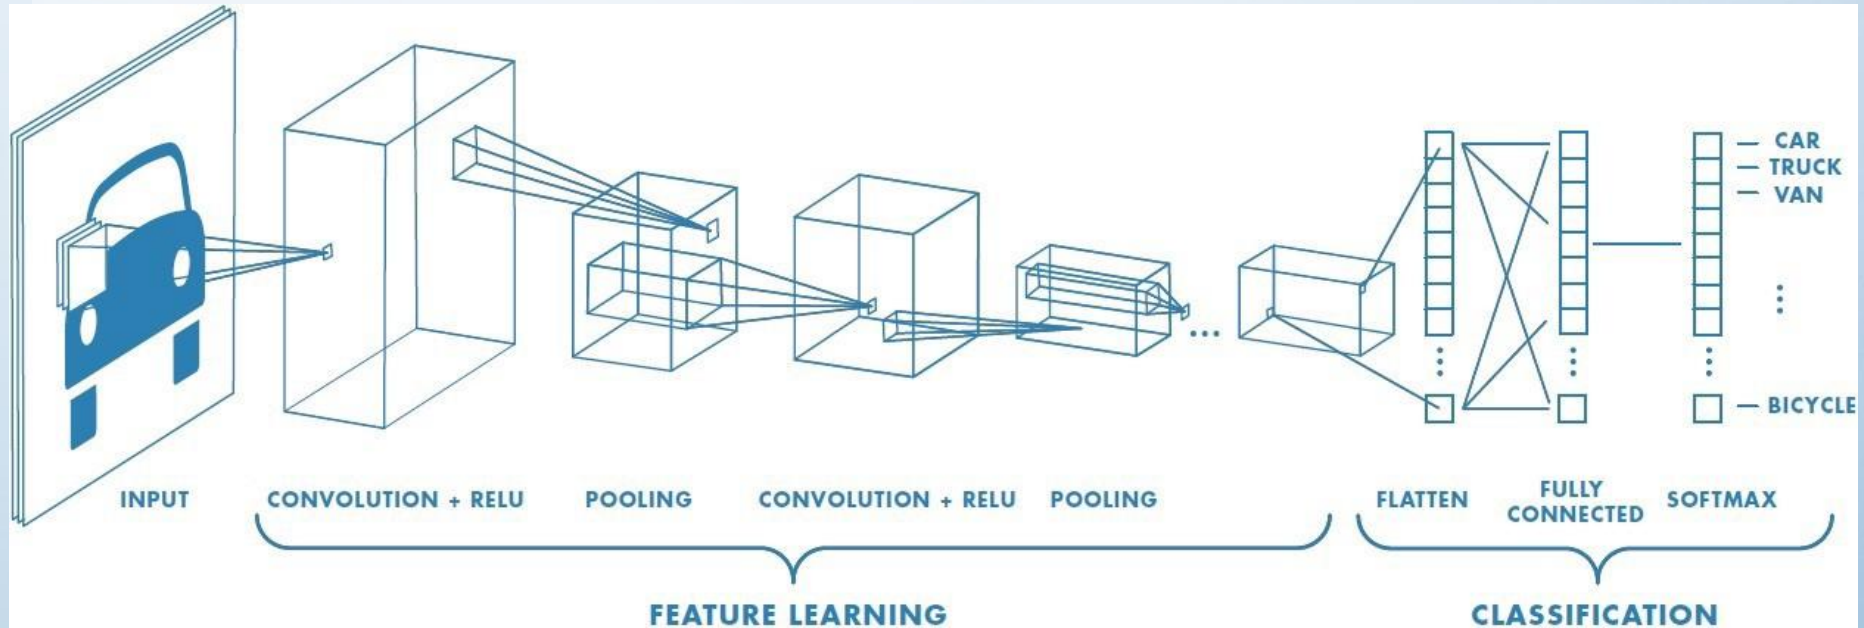 CAR
TRUCK
VAN
BICYCLE
INPUT
CONVOLUTION + RELU
POOLING
CONVOLUTION + RELU
POOLING
FLATTEN
FULLY
CONNECTED
SOFTMAX
FEATURE LEARNING
CLASSIFICATION